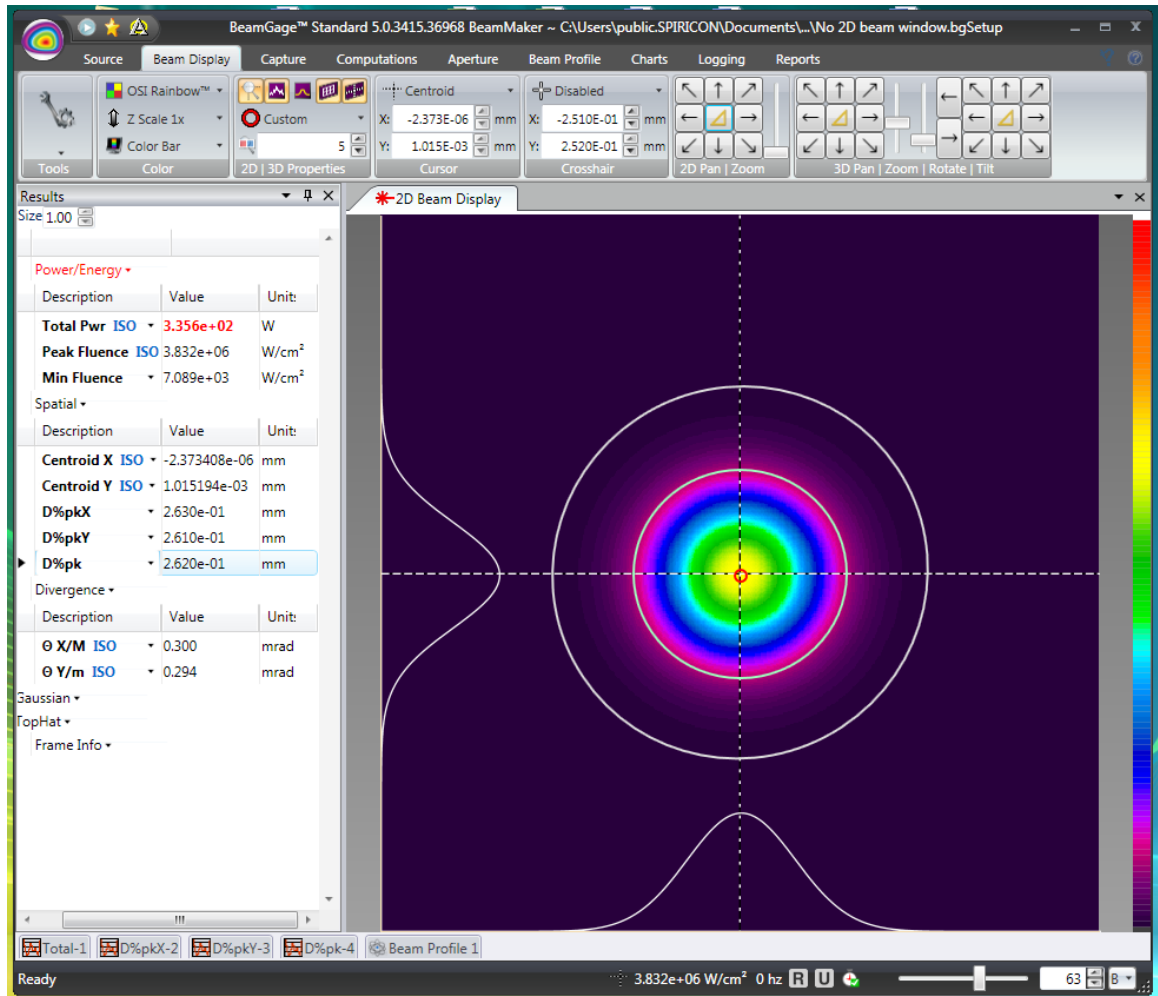 BeamGage™ Standard 5.0.3415.36968 BeamMaker ~ C:\Users\public.SPIRICON\Documents\...\No 2D beam window.bgSetup
Source Beam Display Capture Computations Aperture Beam Profile Charts Logging Reports
OSI Rainbow™ Custom Centroid Disabled
Z Scale 1x X: -2.373E-06 mm X: -2.510E-01 mm
Color Bar 5 Y: 1.015E-03 mm Y: 2.520E-01 mm
Tools Color 2D | 3D Properties Cursor Crosshair 2D Pan | Zoom 3D Pan | Zoom | Rotate | Tilt
Results
2D Beam Display
Size 1.00
Power/Energy
Description Value Unit:
Total Pwr ISO 3.356e+02 W
Peak Fluence ISO 3.832e+06 W/cm²
Min Fluence 7.089e+03 W/cm²
Spatial
Description Value Unit:
Centroid X ISO -2.373408e-06 mm
Centroid Y ISO 1.015194e-03 mm
D%pkX 2.630e-01 mm
D%pkY 2.610e-01 mm
D%pk 2.620e-01 mm
Divergence
Description Value Unit:
Θ X/M ISO 0.300 mrad
Θ Y/m ISO 0.294 mrad
Gaussian
TopHat
Frame Info
Total-1 D%pkX-2 D%pkY-3 D%pk-4 Beam Profile 1
Ready 3.832e+06 W/cm² 0 hz R U 63 B